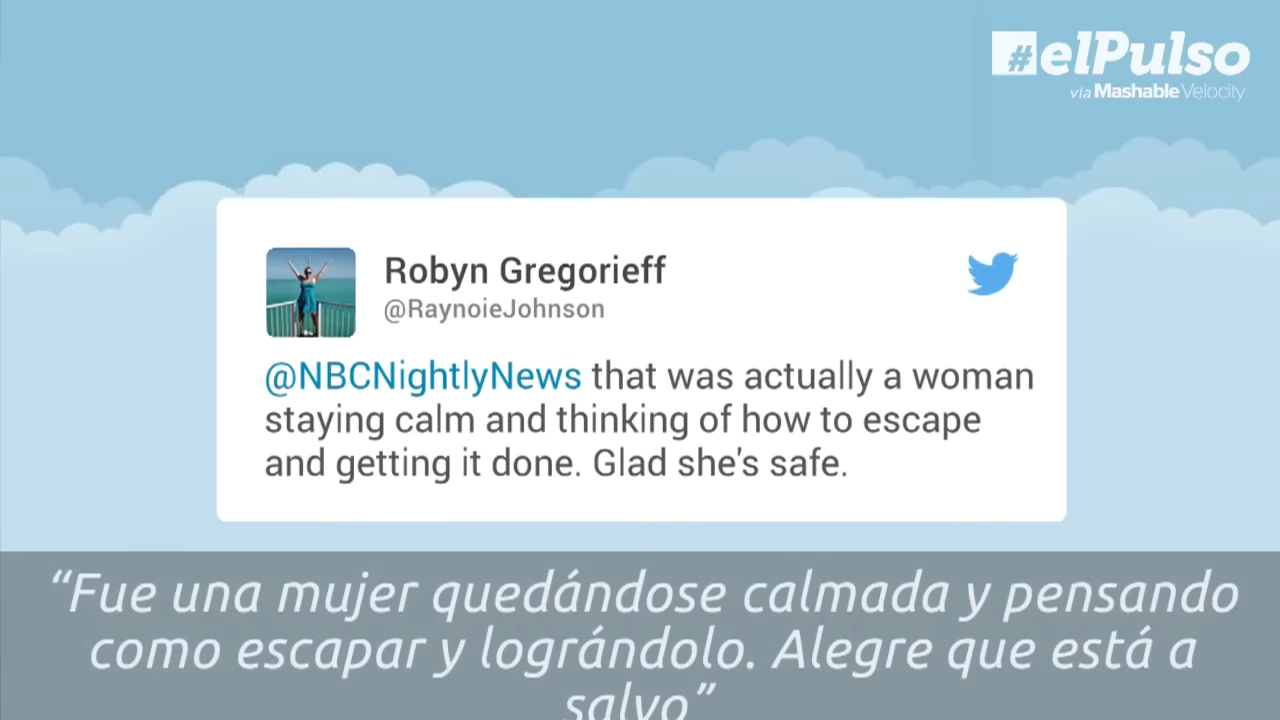 #elPulso
vía Mashable Velocity
Robyn Gregorieff
@RaynoieJohnson
@NBCNightlyNews that was actually a woman
staying calm and thinking of how to escape
and getting it done. Glad she's safe.
“Fue una mujer quedándose calmada y pensando
como escapar y lográndolo. Alegre que está a
salvo”